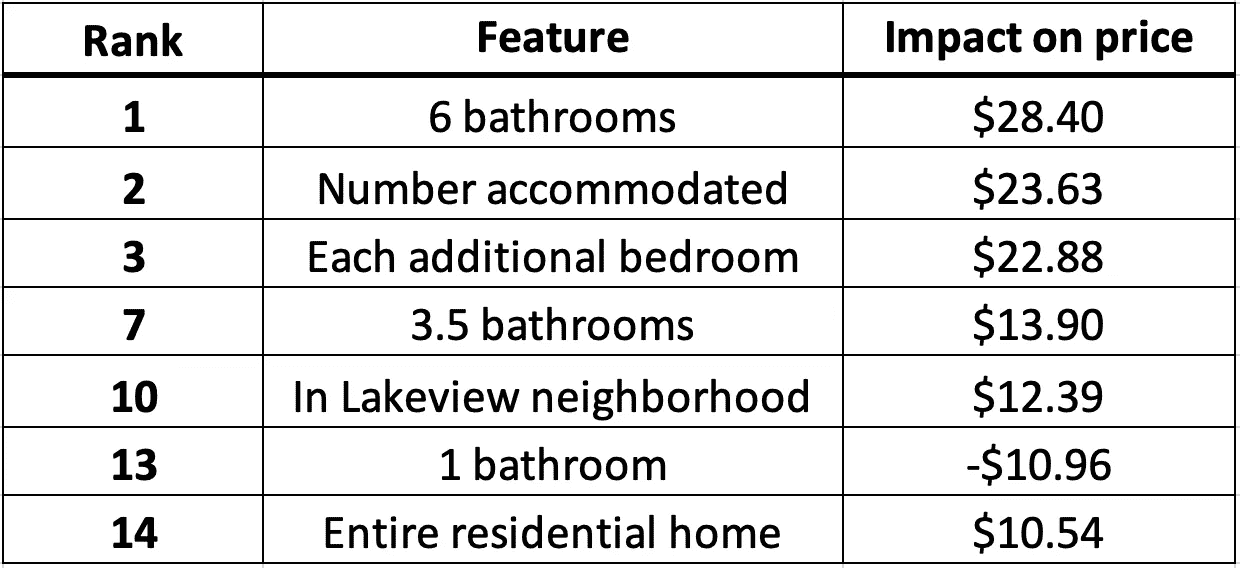 Rank Feature Impact on price
1 6 bathrooms $28.40
2 Number accommodated $23.63
3 Each additional bedroom $22.88
7 3.5 bathrooms $13.90
10 In Lakeview neighborhood $12.39
13 1 bathroom -$10.96
14 Entire residential home $10.54